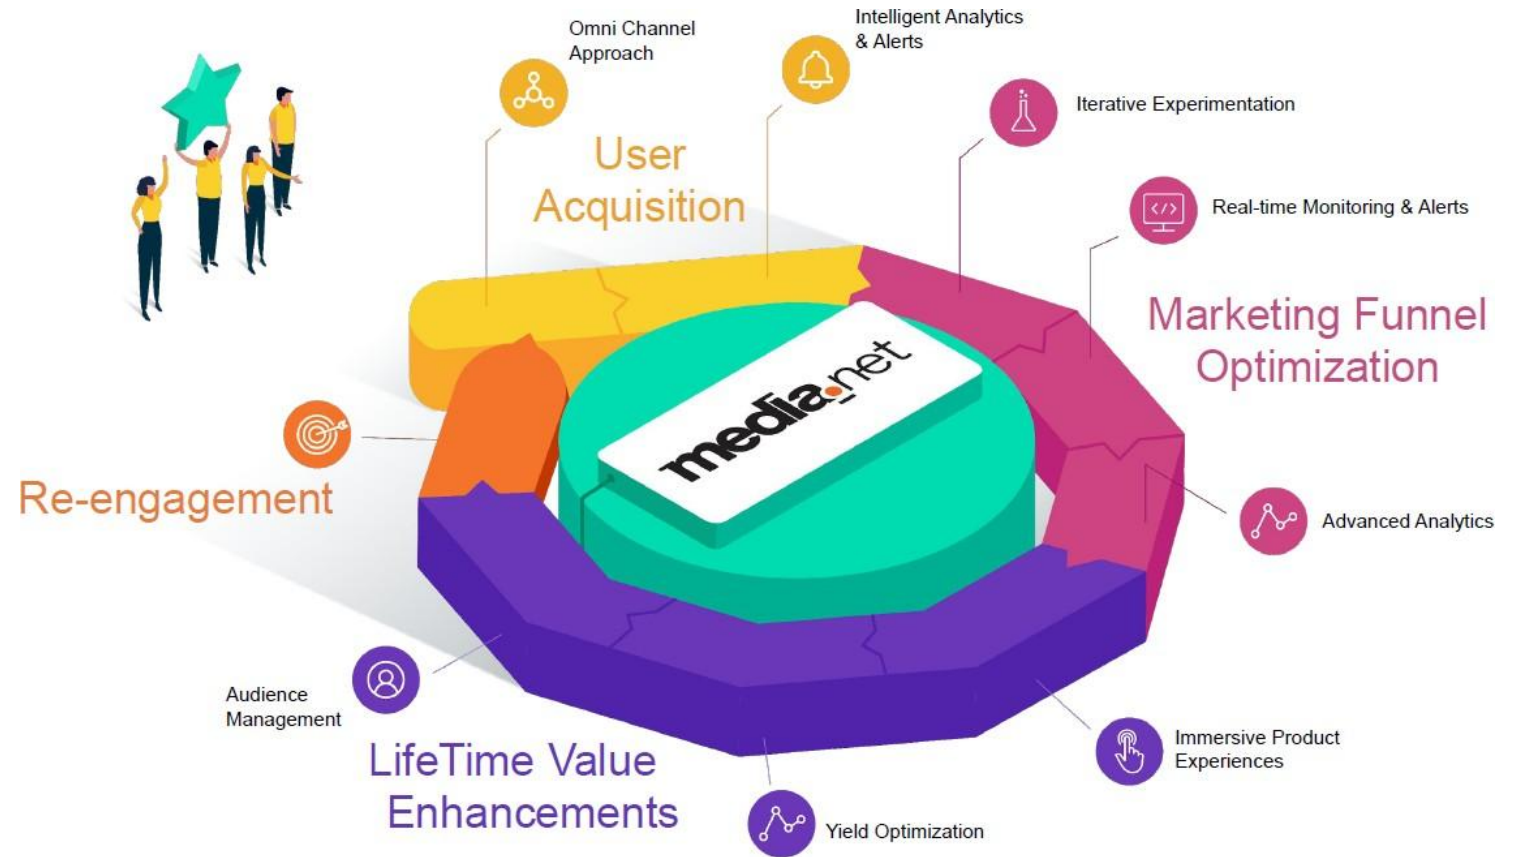 Omni Channel
Approach
Intelligent Analytics
& Alerts
User
Acquisition
Iterative Experimentation
</>
Real-time Monitoring & Alerts
Marketing Funnel
Optimization
media.net
Re-engagement
Advanced Analytics
Audience
Management
LifeTime Value
Enhancements
Immersive Product
Experiences
Yield Optimization